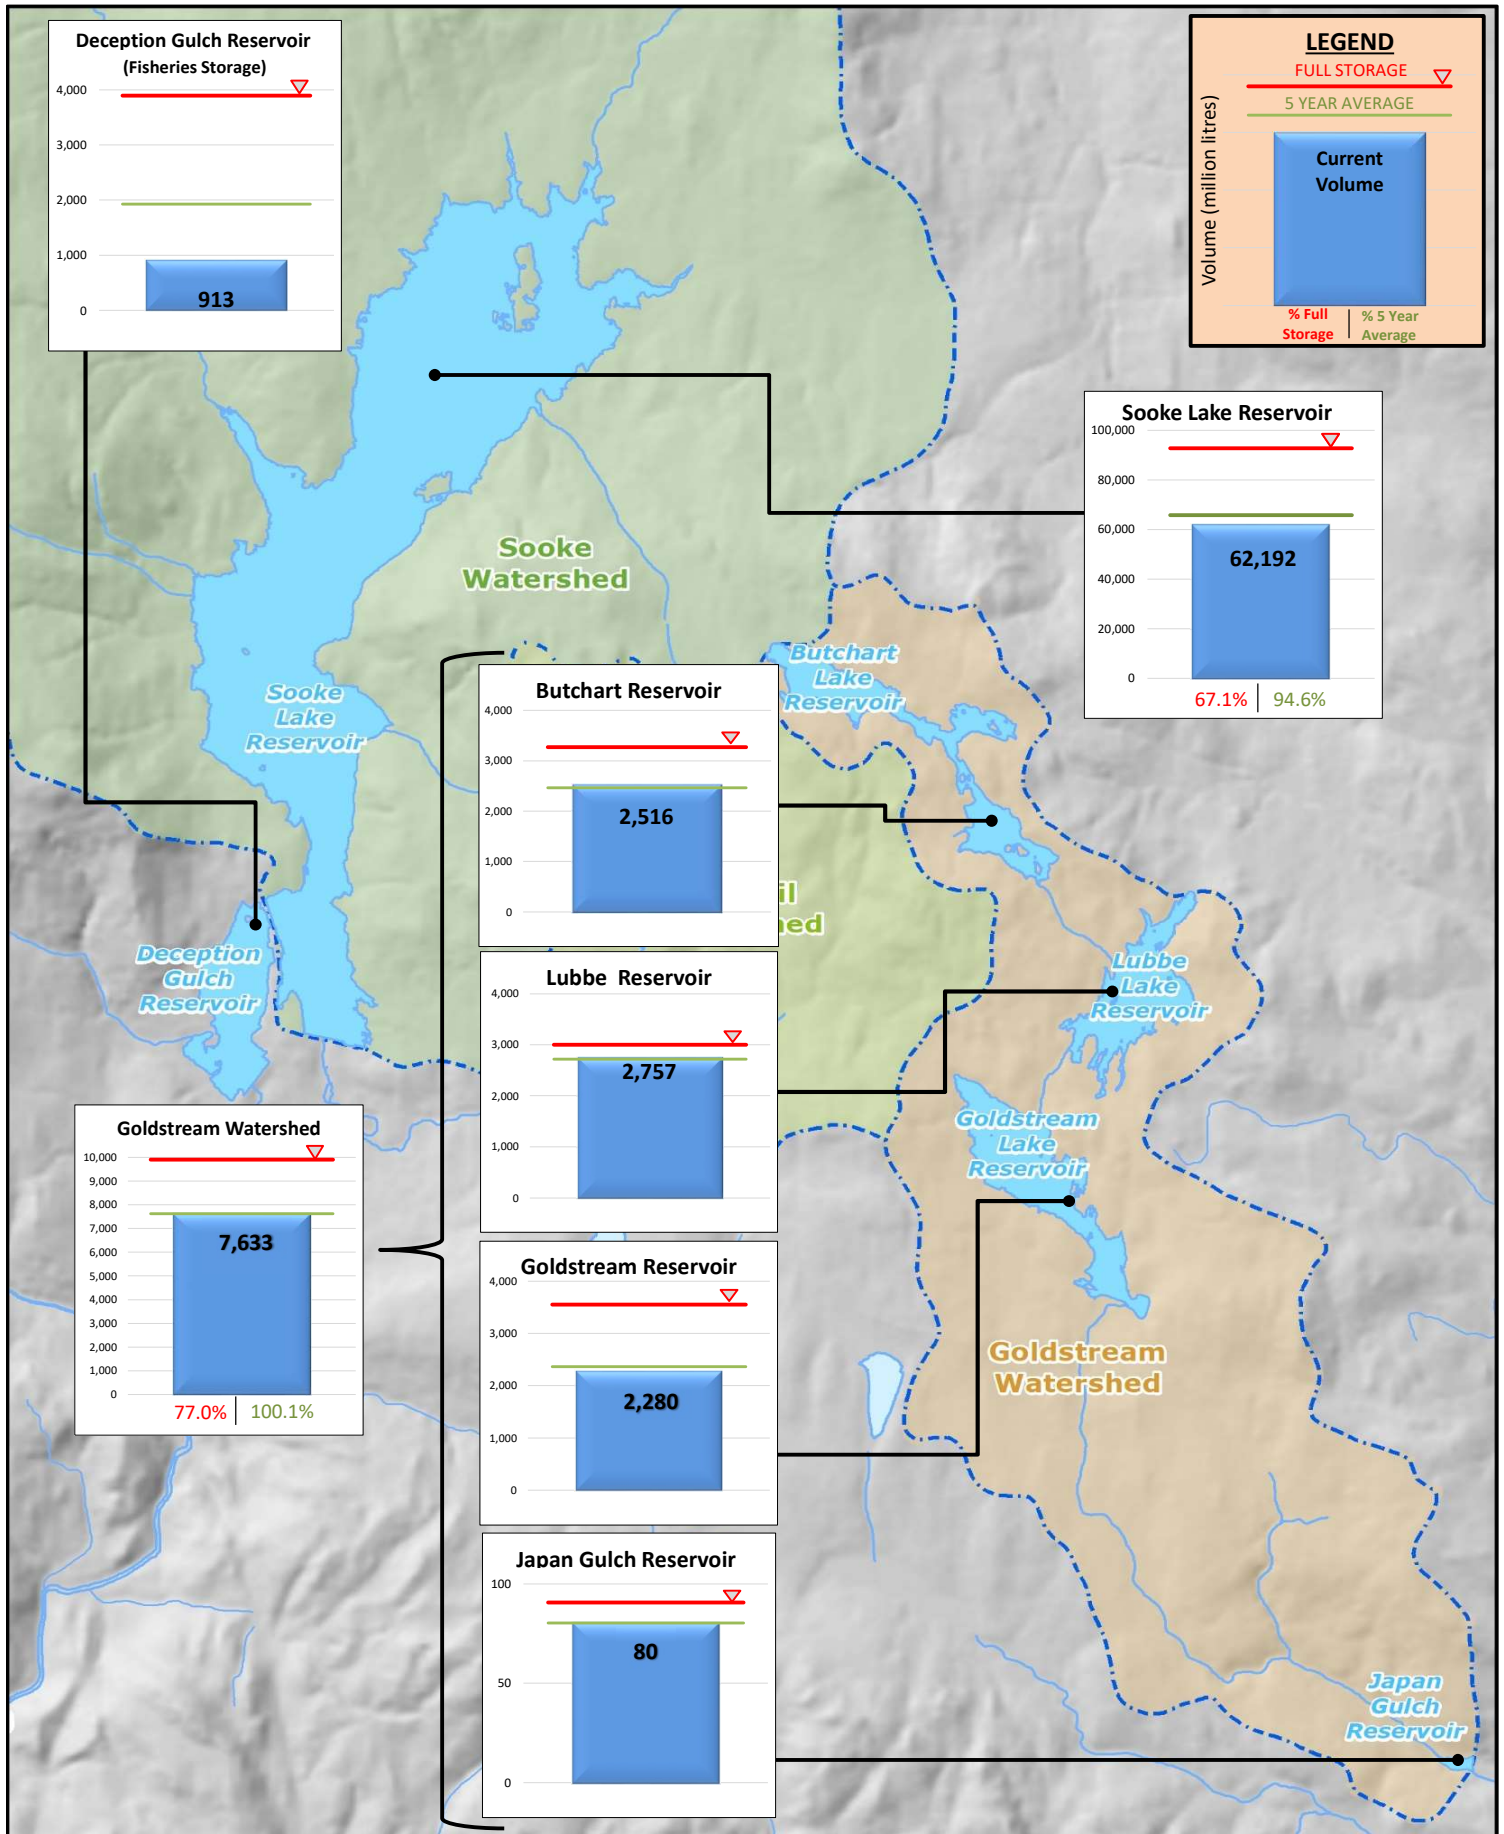 Deception Gulch Reservoir
(Fisheries Storage)
4,000
3,000
2,000
1,000
0
913
LEGEND
FULL STORAGE
5 YEAR AVERAGE
Volume (million litres)
Current
Volume
% Full
Storage
% 5 Year
Average
Sooke Lake Reservoir
100,000
80,000
60,000
40,000
20,000
0
62,192
67.1%
94.6%
Sooke
Watershed
Sooke
Lake
Reservoir
Butchart
Lake
Reservoir
Butchart Reservoir
4,000
3,000
2,000
1,000
0
2,516
il
ed
Deception
Gulch
Reservoir
Lubbe Reservoir
4,000
3,000
2,000
1,000
0
2,757
Lubbe
Lake
Reservoir
Goldstream
Lake
Reservoir
Goldstream Watershed
10,000
9,000
8,000
7,000
6,000
5,000
4,000
3,000
2,000
1,000
0
7,633
77.0%
100.1%
Goldstream Reservoir
4,000
3,000
2,000
1,000
0
2,280
Goldstream
Watershed
Japan Gulch Reservoir
100
50
0
80
Japan
Gulch
Reservoir